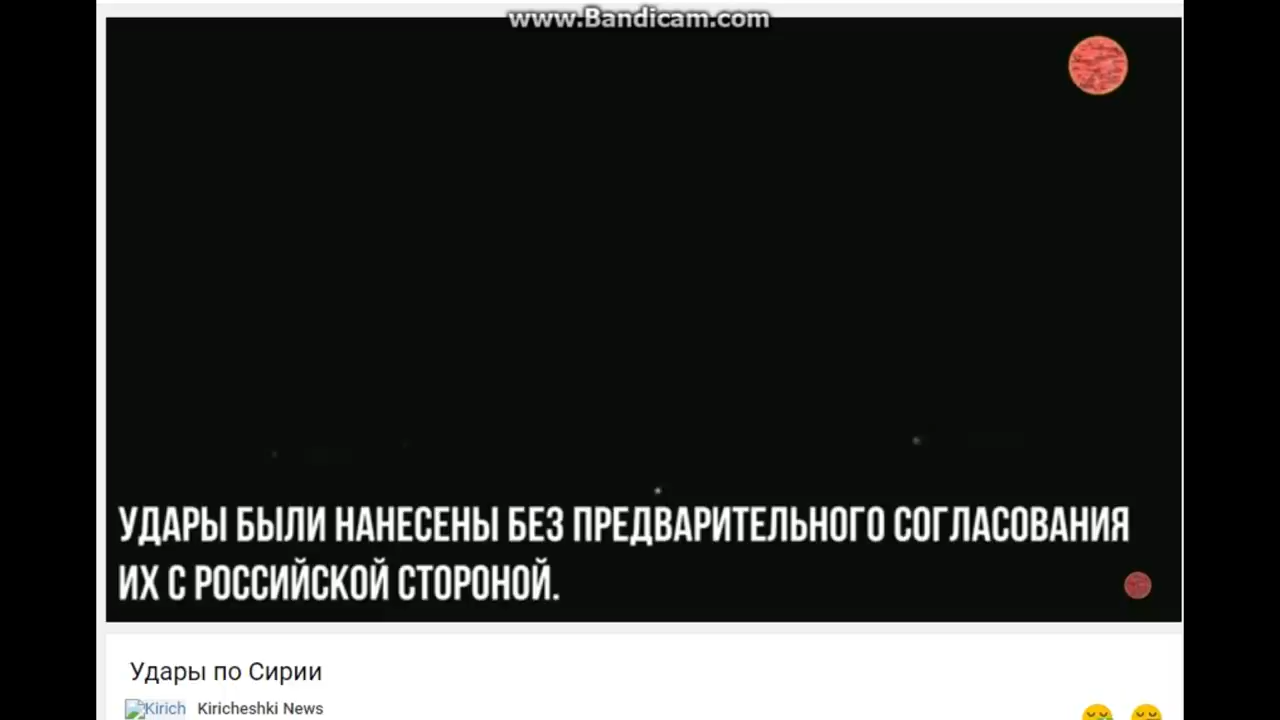 www.Bandicam.com
УДАРЫ БЫЛИ НАНЕСЕНЫ БЕЗ ПРЕДВАРИТЕЛЬНОГО СОГЛАСОВАНИЯ
ИХ С РОССИЙСКОЙ СТОРОНОЙ.
Удары по Сирии
Kirich Kiricheshki News